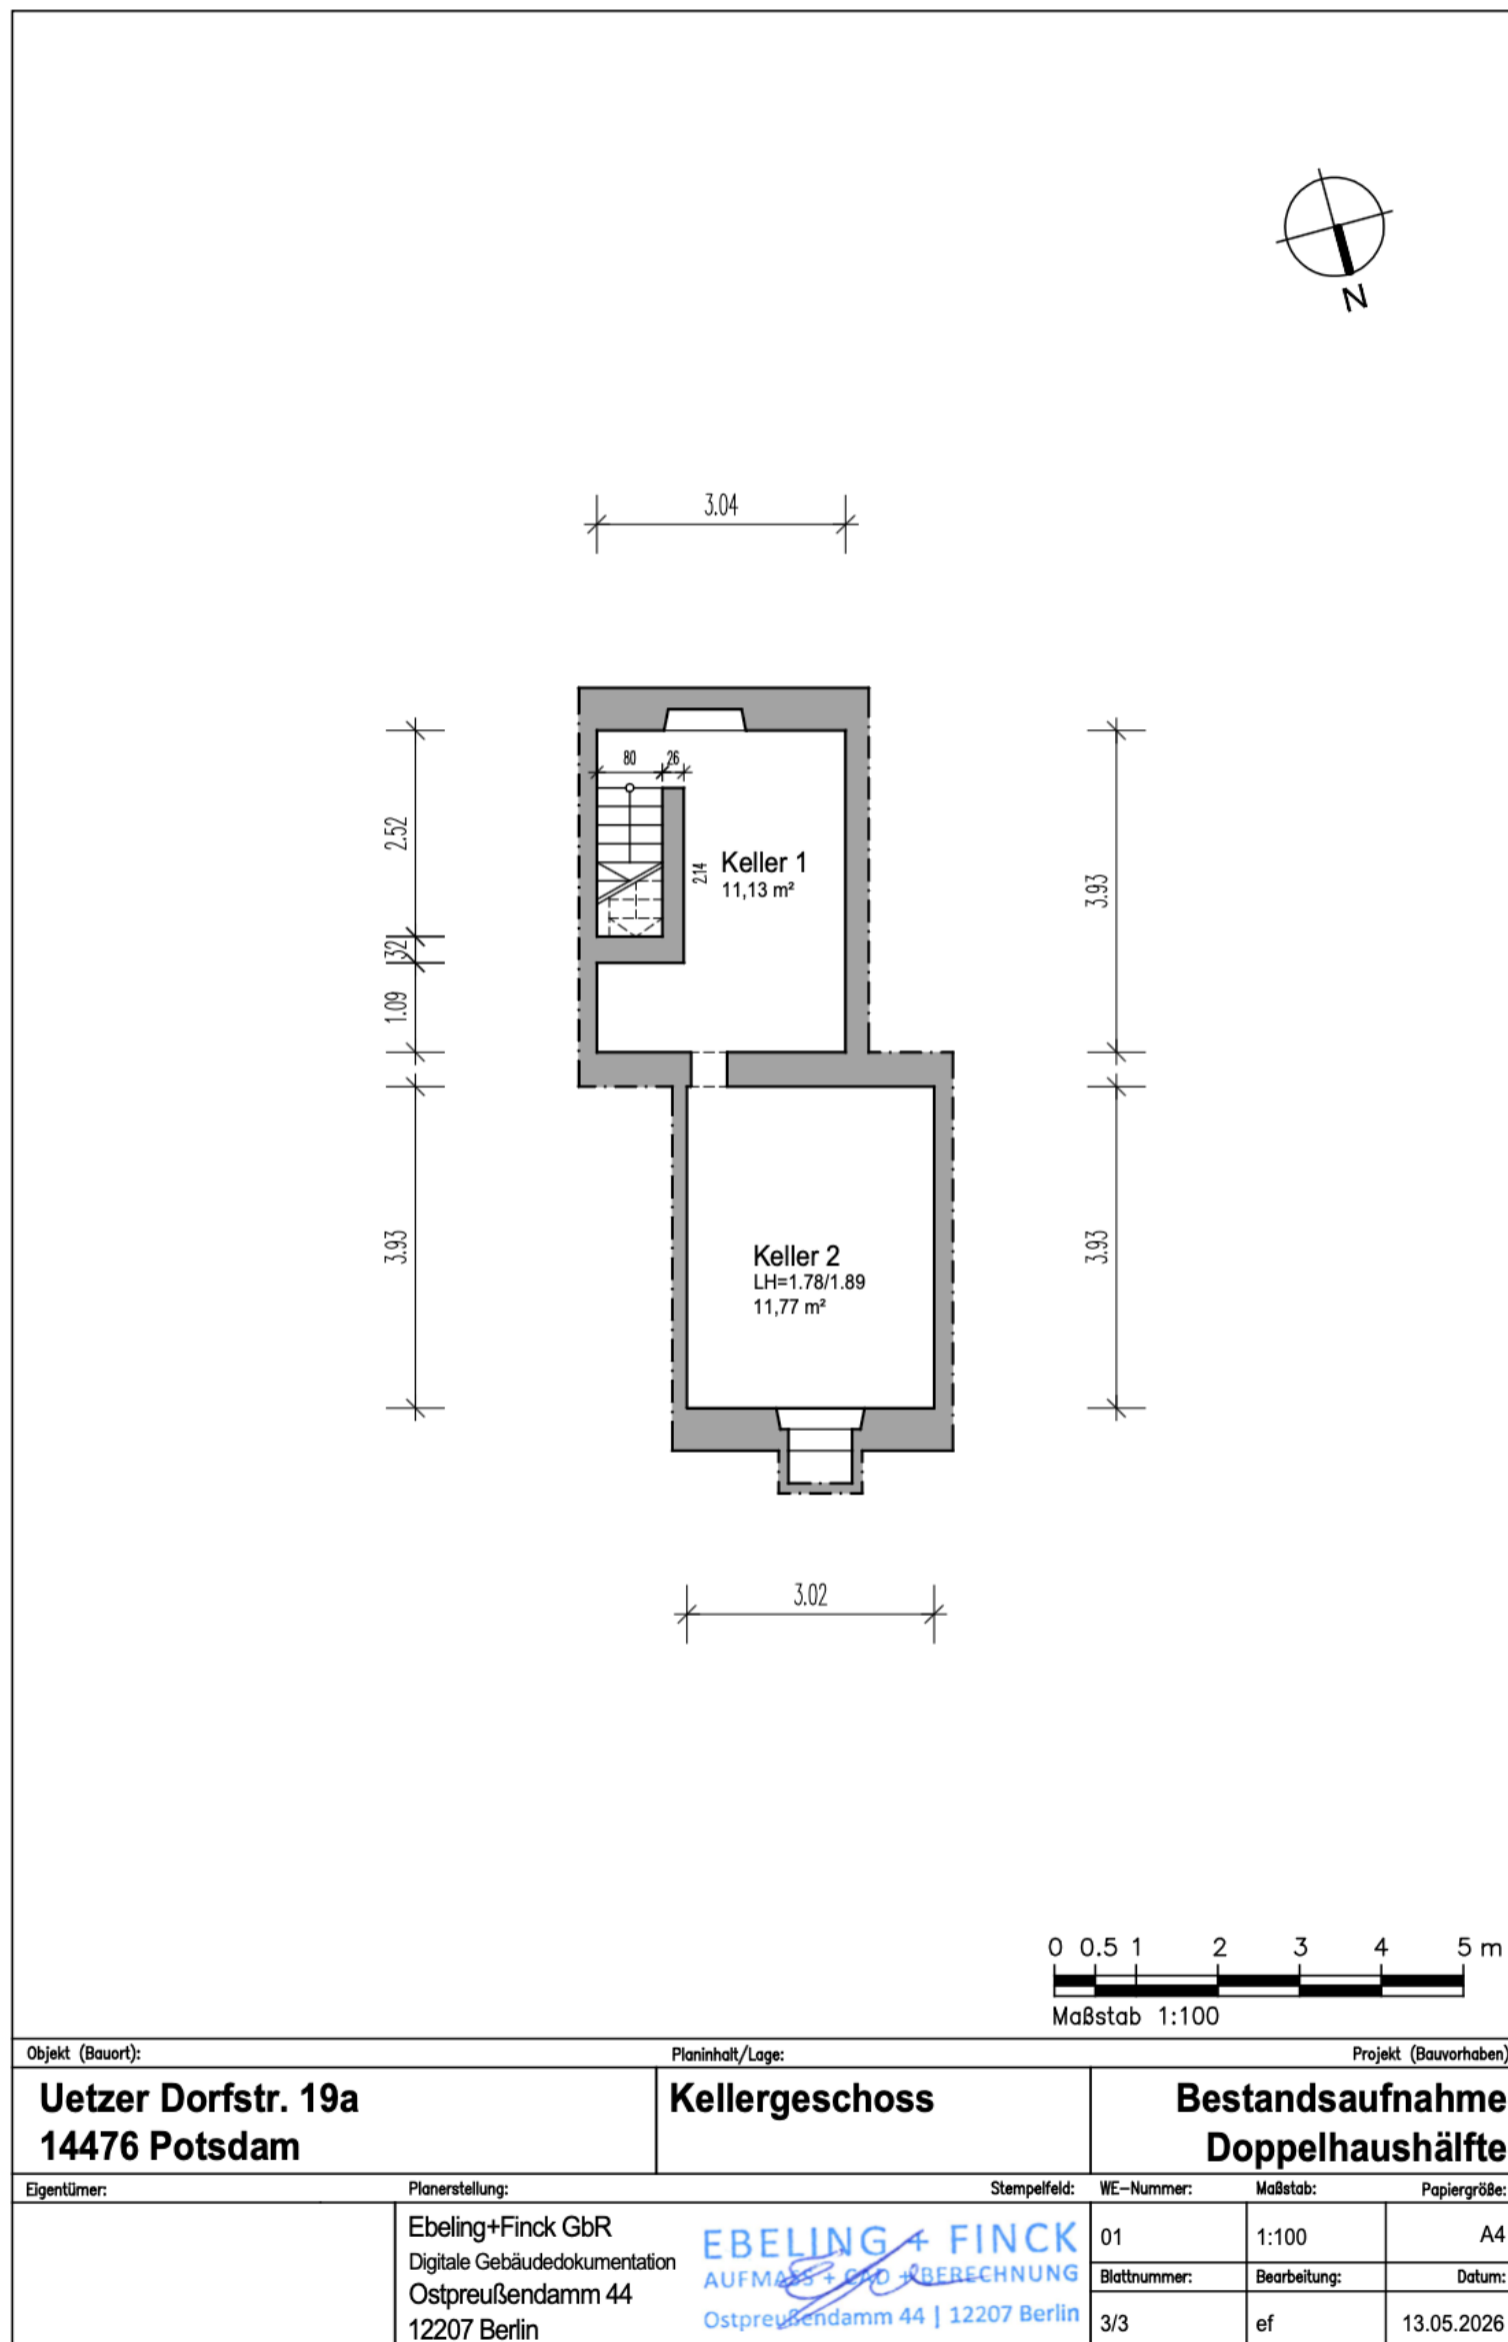 N
3.04
80
26
2.52
32
1.09
2.14
Keller 1
11,13 m²
3.93
3.93
Keller 2
LH=1.78/1.89
11,77 m²
3.93
3.02
0 0.5 1 2 3 4 5 m
Maßstab 1:100
Objekt (Bauort):
Uetzer Dorfstr. 19a
14476 Potsdam
Planinhalt/Lage:
Kellergeschoss
Projekt (Bauvorhaben)
Bestandsaufnahme
Doppelhaushälfte
Eigentümer:
Planerstellung:
Ebeling+Finck GbR
Digitale Gebäudedokumentation
Ostpreußendamm 44
12207 Berlin
Stempelfeld:
EBELING + FINCK
AUFMASS + CAD + BERECHNUNG
Ostpreußendamm 44 | 12207 Berlin
WE-Nummer:
01
Maßstab:
1:100
Papiergröße:
A4
Blattnummer:
3/3
Bearbeitung:
ef
Datum:
13.05.2026